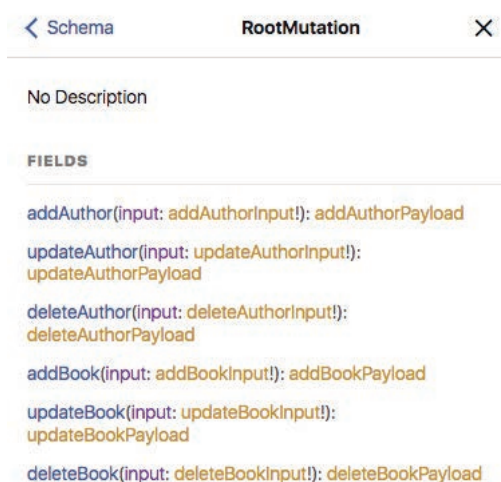 Schema RootMutation
No Description
FIELDS
addAuthor(input: addAuthorInput!): addAuthorPayload
updateAuthor(input: updateAuthorInput!):
updateAuthorPayload
deleteAuthor(input: deleteAuthorInput!):
deleteAuthorPayload
addBook(input: addBookInput!): addBookPayload
updateBook(input: updateBookInput!):
updateBookPayload
deleteBook(input: deleteBookInput!): deleteBookPayload